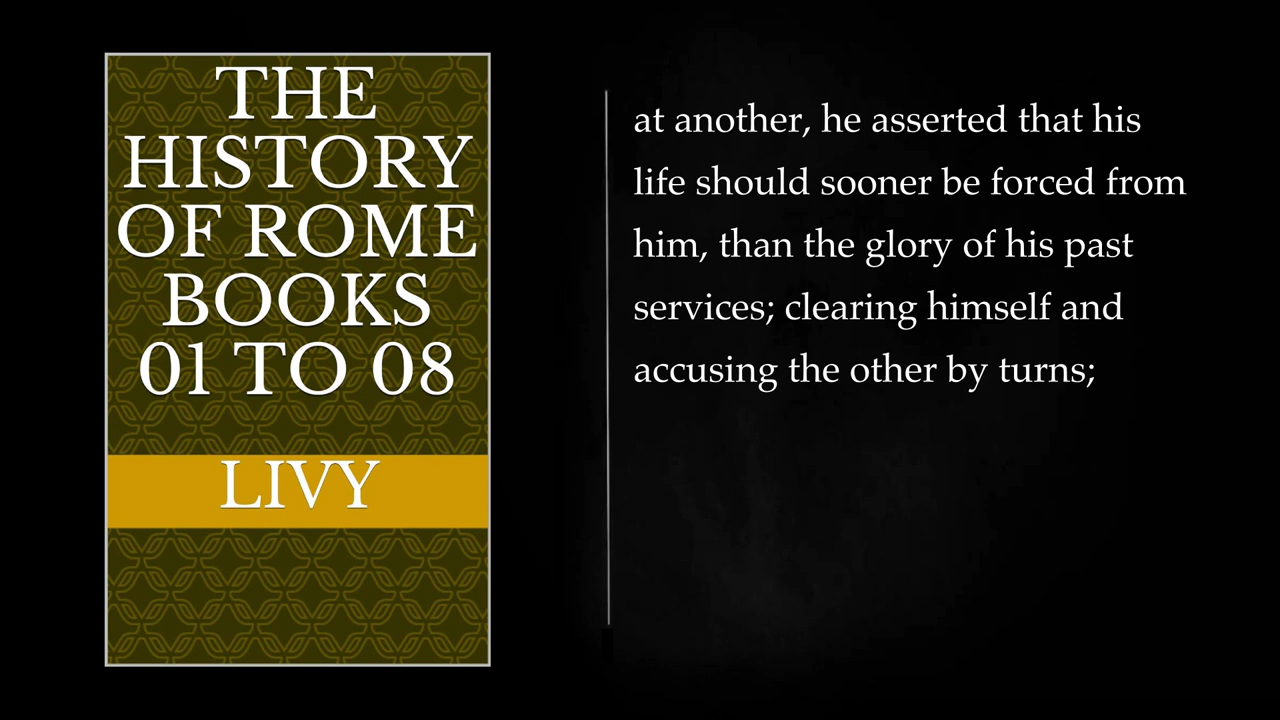 THE
HISTORY
OF ROME
BOOKS
01 TO 08
LIVY
at another, he asserted that his
life should sooner be forced from
him, than the glory of his past
services; clearing himself and
accusing the other by turns;